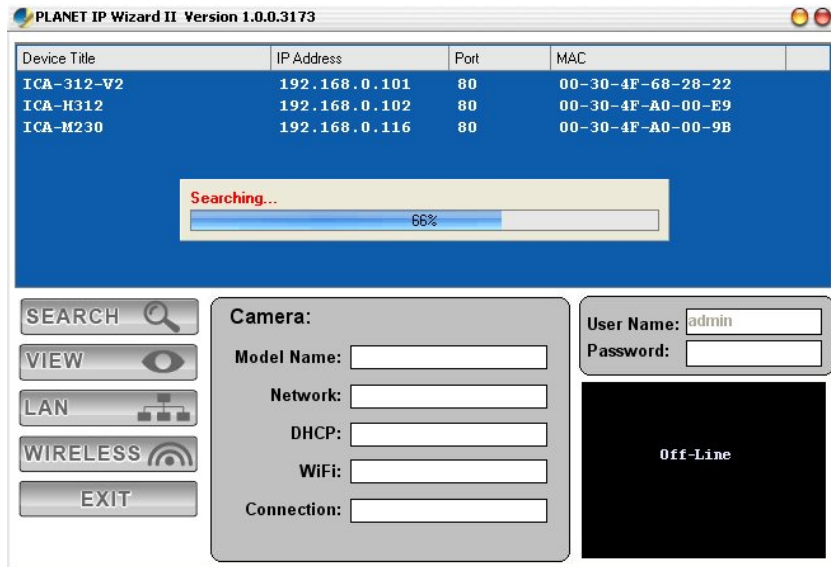 PLANET IP Wizard II Version 1.0.0.3173
Device Title IP Address Port MAC
ICA-312-V2 192.168.0.101 80 00-30-4F-68-28-22
ICA-H312 192.168.0.102 80 00-30-4F-A0-00-E9
ICA-M230 192.168.0.116 80 00-30-4F-A0-00-9B
Searching...
66%
SEARCH
VIEW
LAN
WIRELESS
EXIT
Camera:
Model Name:
Network:
DHCP:
WiFi:
Connection:
User Name: admin
Password:
Off-Line